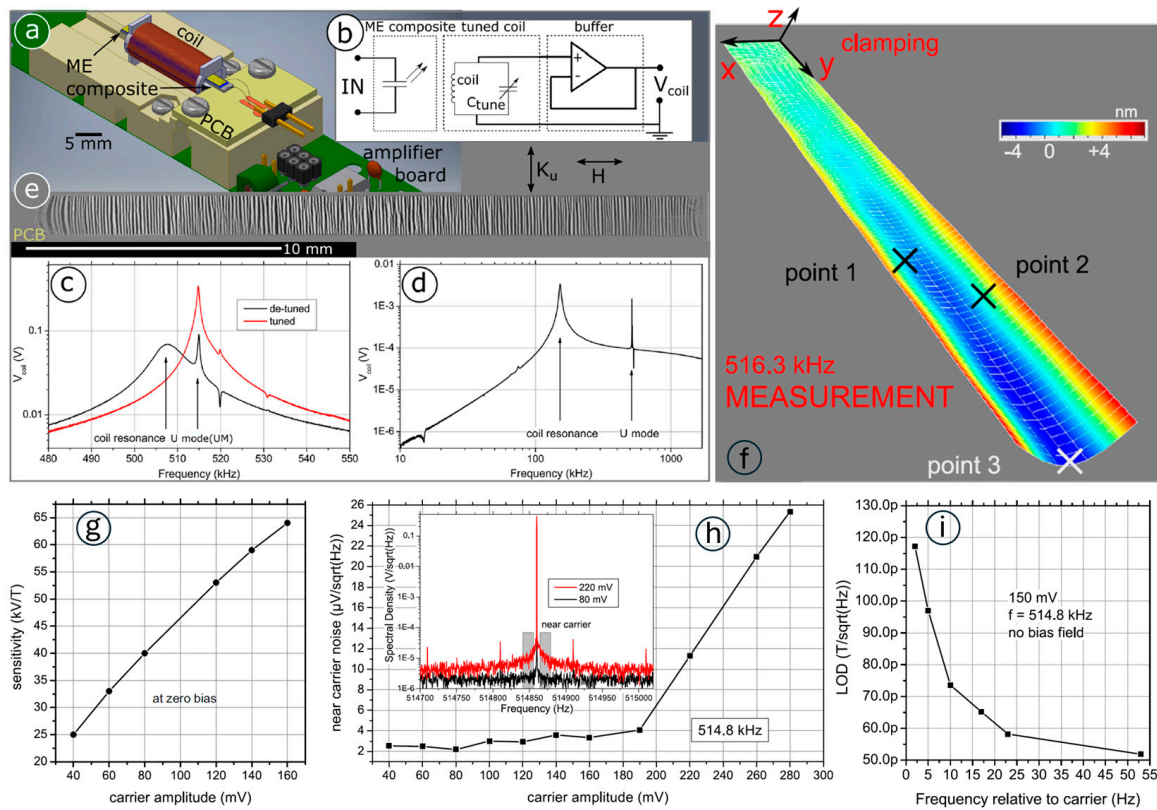 a
coil
ME
composite
PCB
5 mm
amplifier
board
b
ME composite tuned coil
buffer
IN
coil
Ctune
+
-
Vcoil
Ku
H
e
PCB
10 mm
c
Vcoil (V)
0.1
0.01
de-tuned
tuned
coil resonance
U mode(UM)
480 490 500 510 520 530 540 550
Frequency (kHz)
d
Vcoil (V)
0.01
1E-3
1E-4
1E-5
1E-6
coil resonance
U mode
10 100 1000
Frequency (kHz)
z
x
y
clamping
nm
-4 0 +4
point 1
point 2
516.3 kHz
MEASUREMENT
f
point 3
g
sensitivity (kV/T)
65
60
55
50
45
40
35
30
25
20
at zero bias
40 60 80 100 120 140 160
carrier amplitude (mV)
h
near carrier noise (µV/sqrt(Hz))
26
24
22
20
18
16
14
12
10
8
6
4
2
Spectral Density (V/sqrt(Hz))
0.1
0.01
1E-3
1E-4
1E-5
1E-6
220 mV
80 mV
near carrier
514700 514750 514800 514850 514900 514950 515000
Frequency (Hz)
514.8 kHz
40 60 80 100 120 140 160 180 200 220 240 260 280 300
carrier amplitude (mV)
i
LOD (T/sqrt(Hz))
130.0p
120.0p
110.0p
100.0p
90.0p
80.0p
70.0p
60.0p
50.0p
150 mV
f = 514.8 kHz
no bias field
0 5 10 15 20 25 30 35 40 45 50 55
Frequency relative to carrier (Hz)